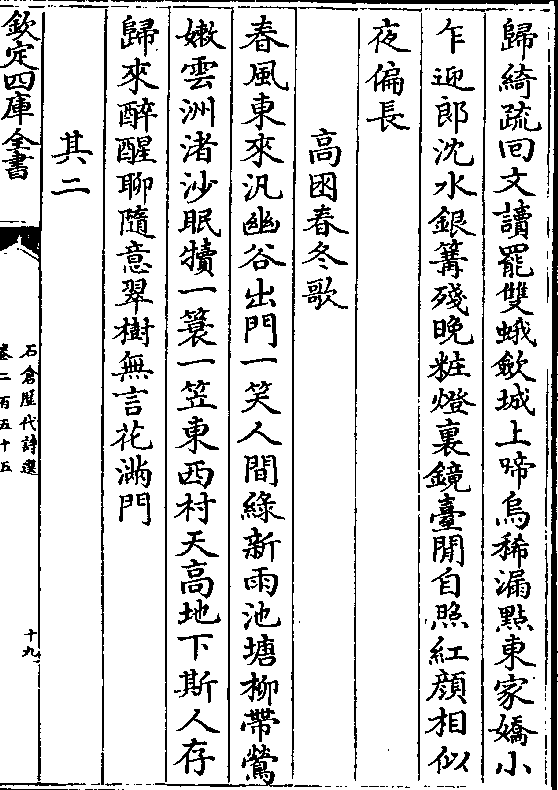 歸綺疏回文讀罷雙蛾斂城上啼烏稀漏點東家嬌小
乍迎郎沈水銀篝殘晚粧燈裏鏡臺閒自照紅顔相似
夜偏長
高困春冬歌
春風東來汎幽谷出門一笑人間綠新雨池塘柳帶鶯
嫩雲洲渚沙眠犢一簑一笠東西村天高地下斯人存
歸來醉醒聊隨意翠樹無言花滿門
其二
欽定四庫全書
石倉歷代詩選
卷二百五十五
十九